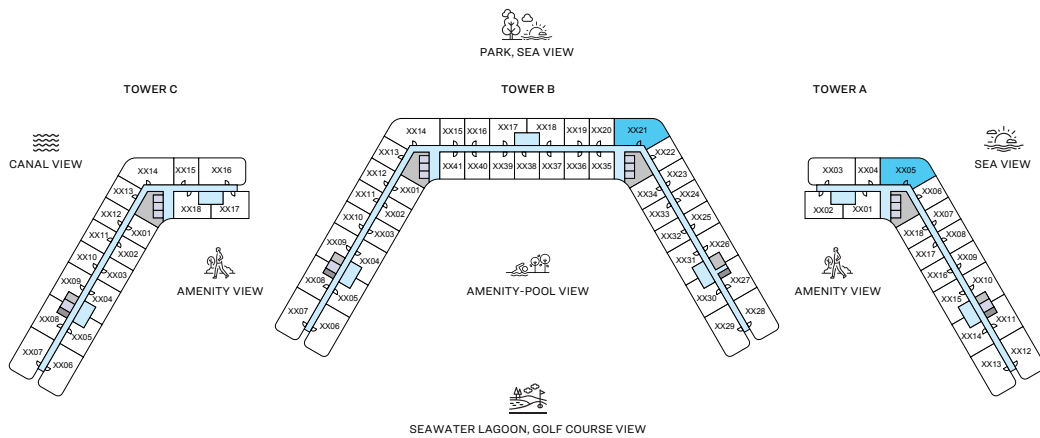 PARK, SEA VIEW
TOWER C
TOWER B
TOWER A
CANAL VIEW
SEA VIEW
XX14
XX15
XX16
XX13
XX12
XX11
XX10
XX09
XX08
XX07
XX06
XX05
XX04
XX03
XX02
XX01
XX18
XX17
AMENITY VIEW
XX14
XX15
XX16
XX17
XX18
XX19
XX20
XX21
XX13
XX12
XX11
XX10
XX09
XX08
XX07
XX06
XX05
XX04
XX03
XX02
XX01
XX41
XX40
XX39
XX38
XX37
XX36
XX35
XX22
XX23
XX24
XX25
XX26
XX27
XX28
XX29
XX30
XX31
XX32
XX33
XX34
AMENITY-POOL VIEW
XX03
XX04
XX05
XX02
XX01
XX06
XX07
XX08
XX09
XX10
XX11
XX12
XX13
XX14
XX15
XX16
XX17
XX18
AMENITY VIEW
SEAWATER LAGOON, GOLF COURSE VIEW